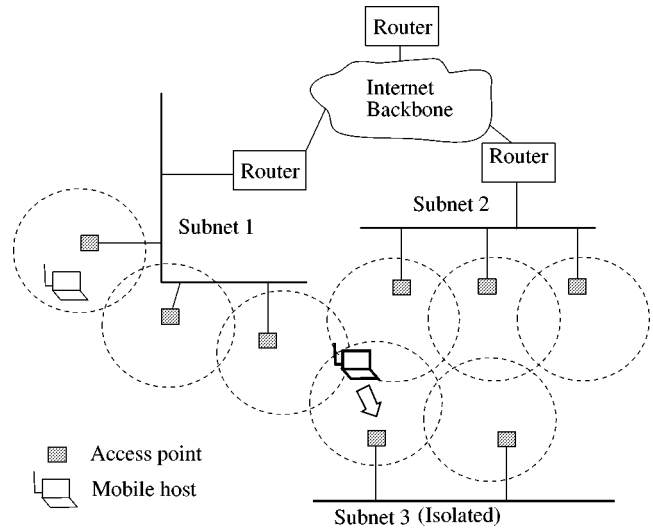 Router
Internet
Backbone
Router
Router
Subnet 1
Subnet 2
Access point
Mobile host
Subnet 3 (Isolated)